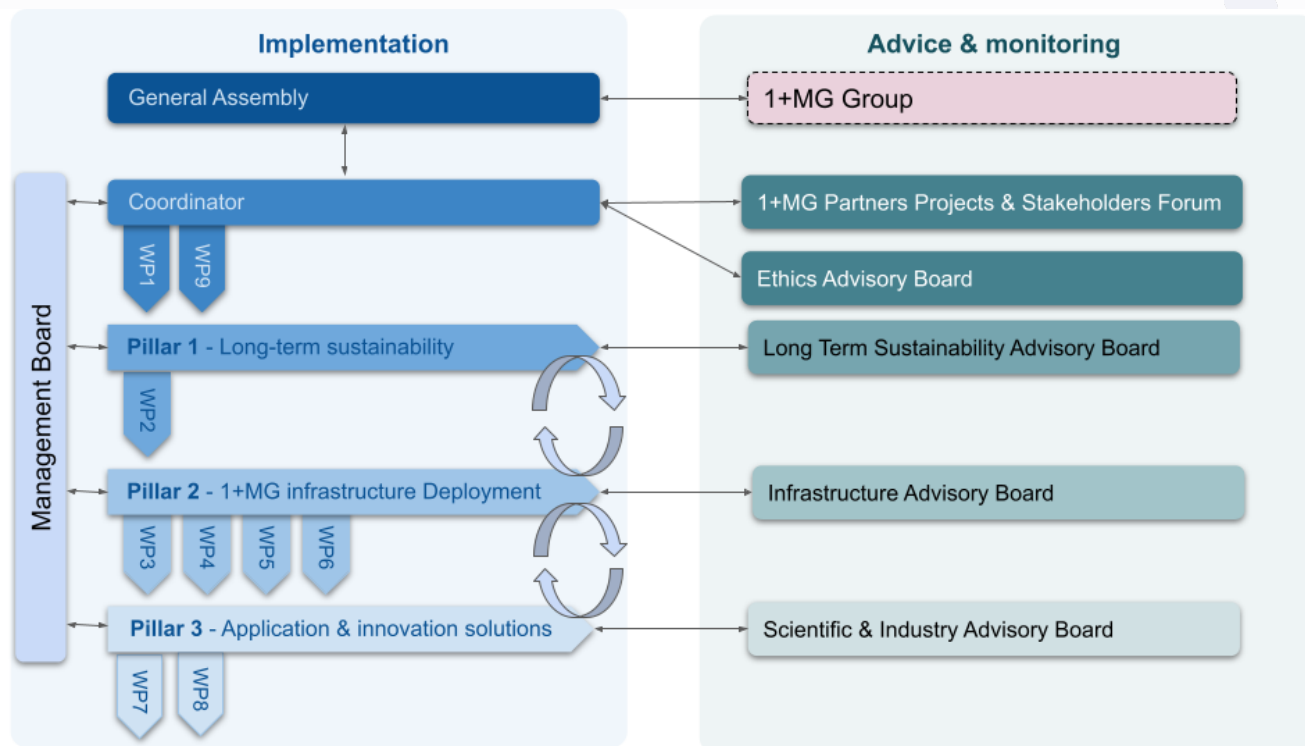 Implementation
Advice & monitoring
General Assembly
1+MG Group
Coordinator
1+MG Partners Projects & Stakeholders Forum
WP1
WP9
Ethics Advisory Board
Management Board
Pillar 1 - Long-term sustainability
Long Term Sustainability Advisory Board
WP2
Pillar 2 - 1+MG infrastructure Deployment
Infrastructure Advisory Board
WP3
WP4
WP5
WP6
Pillar 3 - Application & innovation solutions
Scientific & Industry Advisory Board
WP7
WP8